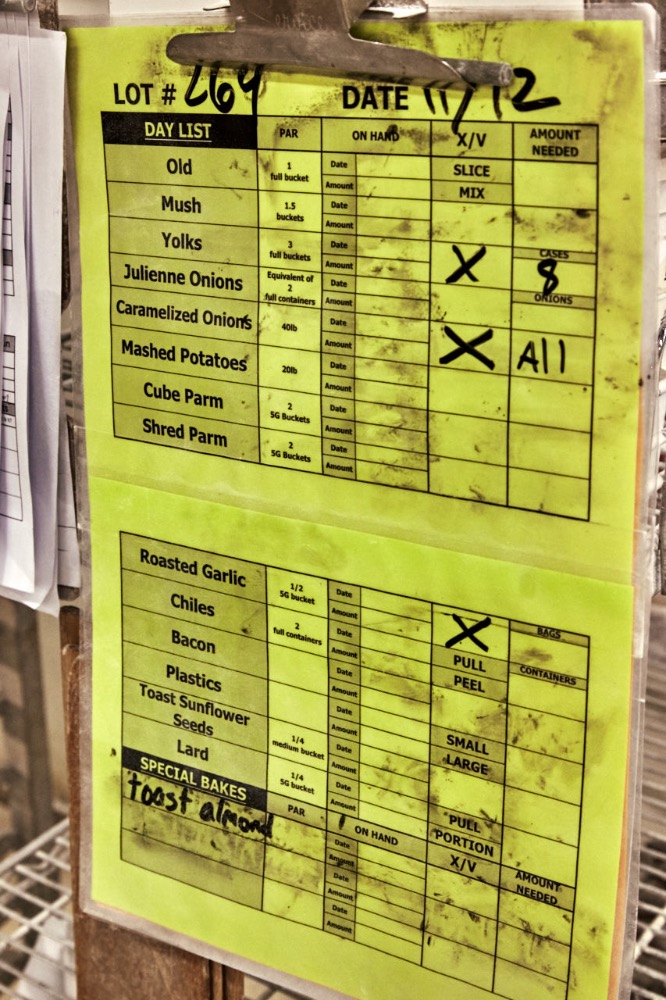 LOT # 264 DATE 11/12
DAY LIST PAR ON HAND X/V AMOUNT NEEDED
Old 1 full bucket Date Amount SLICE MIX
Mush 1.5 buckets Date Amount
Yolks 3 full buckets Date Amount X CASES 8 ONIONS
Julienne Onions Equivalent of 2 full containers Date Amount
Caramelized Onions 40lb Date Amount X All
Mashed Potatoes 20lb Date Amount
Cube Parm 2 5G Buckets Date Amount
Shred Parm 2 5G Buckets Date Amount
Roasted Garlic 1/2 5G bucket Date Amount X BAGS
Chiles 2 full containers Date Amount PULL PEEL CONTAINERS
Bacon Date Amount
Plastics Date Amount SMALL LARGE
Toast Sunflower Seeds 1/4 medium bucket Date Amount
Lard 1/4 5G bucket Date Amount PULL PORTION
SPECIAL BAKES PAR ON HAND X/V AMOUNT NEEDED
toast almond Date Amount
Date Amount
Date Amount